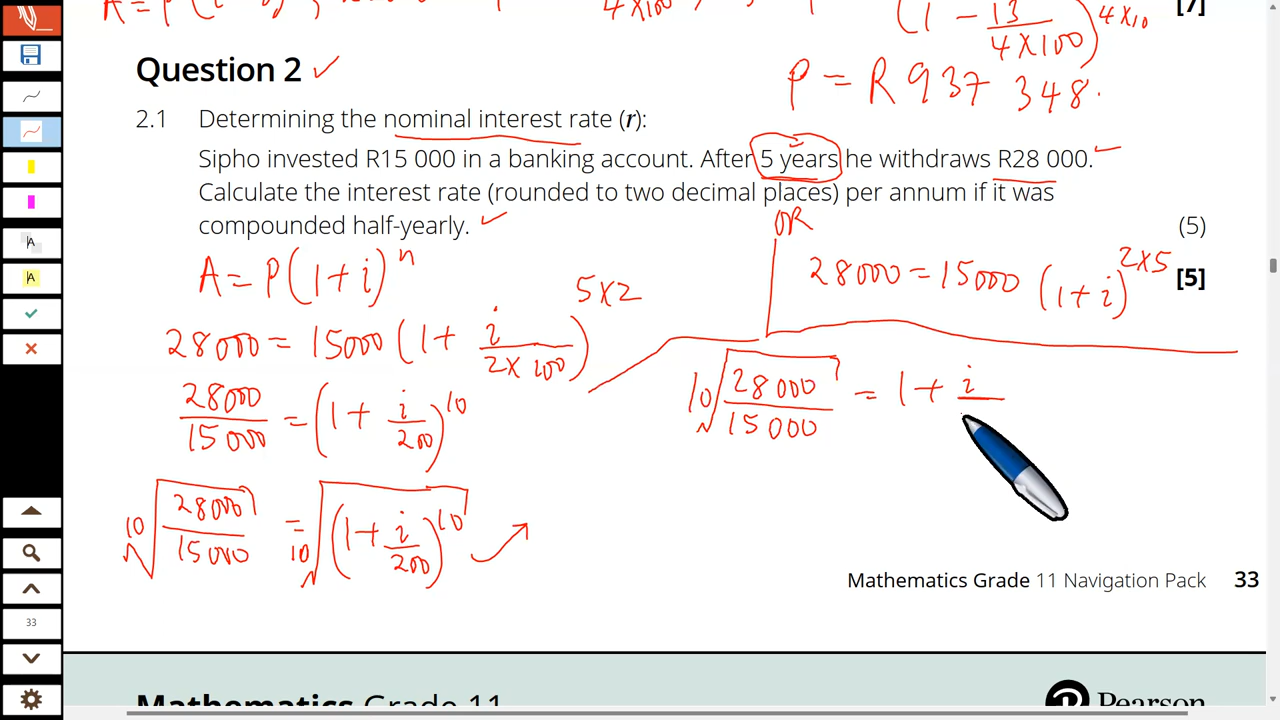 A = P(1
4×100
(1 - 13/4×100)^4×10
[7]
Question 2 ✓
P = R 937 348.
2.1 Determining the nominal interest rate (r):
Sipho invested R15 000 in a banking account. After 5 years he withdraws R28 000.
Calculate the interest rate (rounded to two decimal places) per annum if it was
compounded half-yearly.
(5)
OR
A = P(1 + i)^n
28000 = 15000 (1 + i)^2×5
[5]
28000 = 15000 (1 + i/2×100)^5×2
28000/15000 = (1 + i/200)^10
10√28000/15000 = 1 + i
10√28000/15000 = 10√(1 + i/200)^10
Mathematics Grade 11 Navigation Pack 33
33
Mathematics Grade 11
Pearson